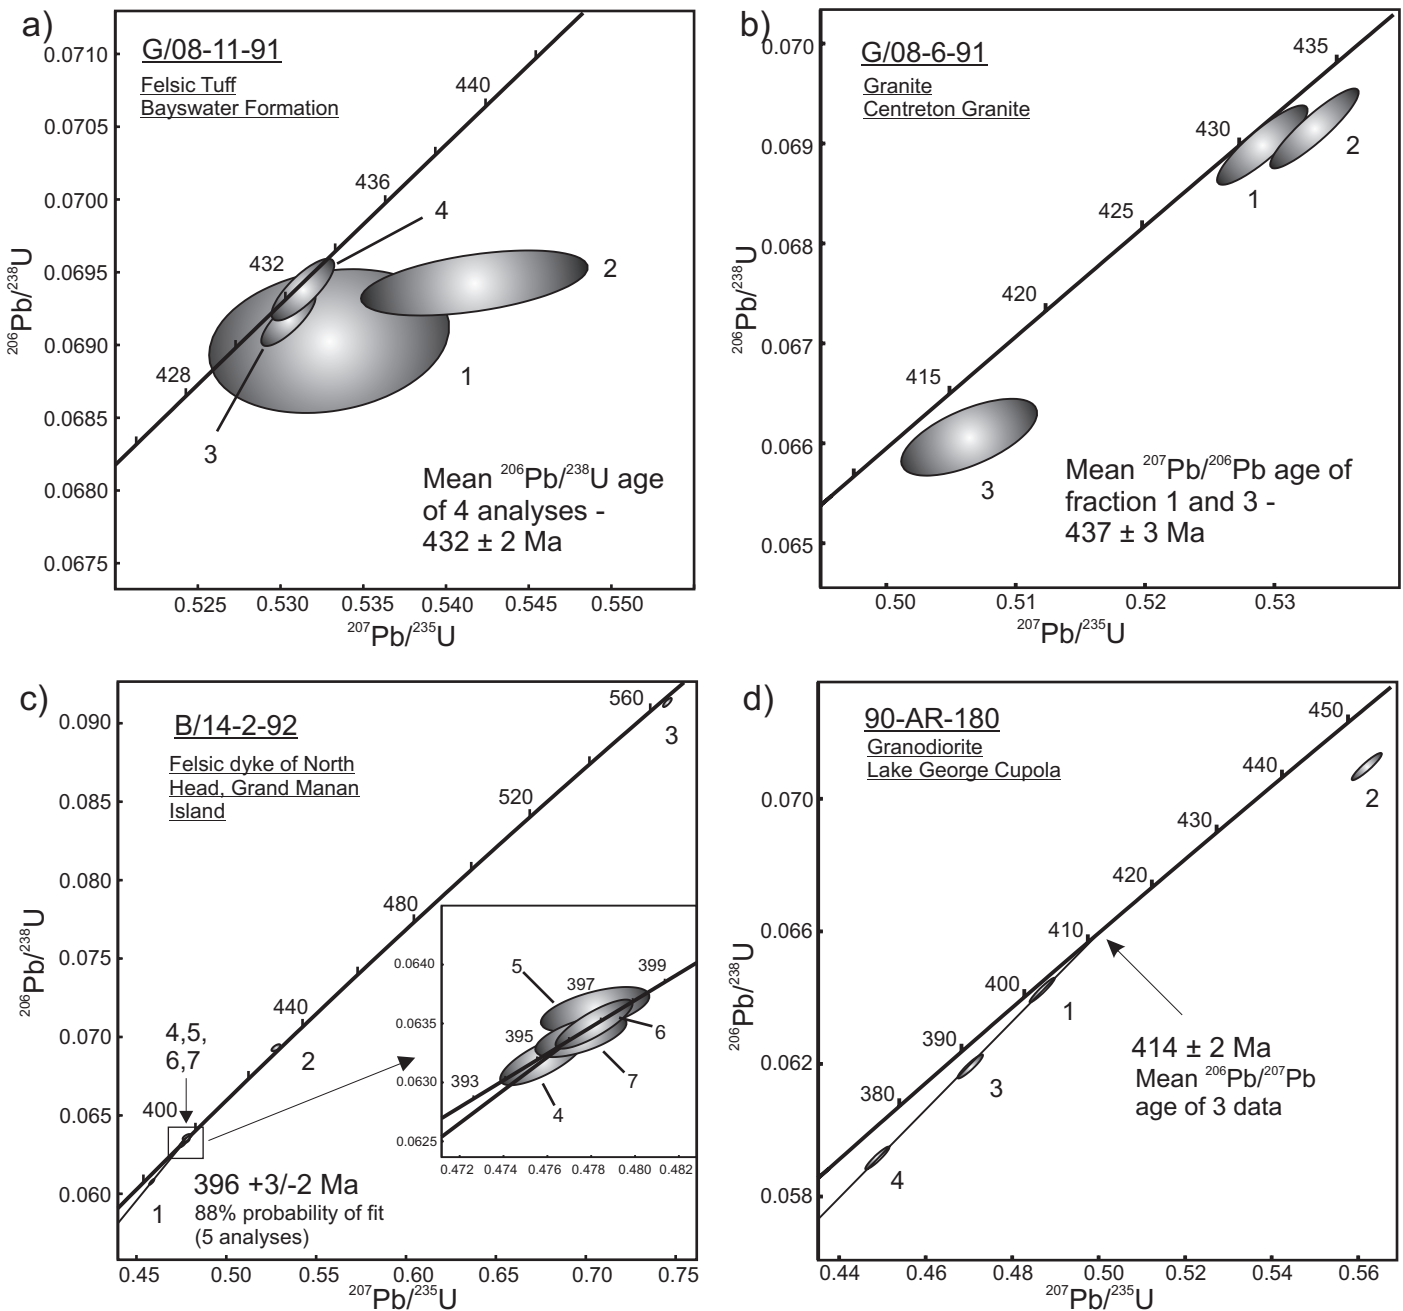 a)
G/08-11-91
Felsic Tuff
Bayswater Formation
0.0710
0.0705
0.0700
0.0695
0.0690
0.0685
0.0680
0.0675
206Pb/238U
440
436
432
428
4
2
1
3
Mean 206Pb/238U age
of 4 analyses -
432 ± 2 Ma
0.525 0.530 0.535 0.540 0.545 0.550
207Pb/235U
b)
G/08-6-91
Granite
Centreton Granite
0.070
0.069
0.068
0.067
0.066
0.065
206Pb/238U
435
430
425
420
415
2
1
3
Mean 207Pb/206Pb age of
fraction 1 and 3 -
437 ± 3 Ma
0.50 0.51 0.52 0.53
207Pb/235U
c)
B/14-2-92
Felsic dyke of North
Head, Grand Manan
Island
0.090
0.085
0.080
0.075
0.070
0.065
0.060
206Pb/238U
560
520
480
440
400
3
2
4,5,
6,7
1
396 +3/-2 Ma
88% probability of fit
(5 analyses)
0.0640
0.0635
0.0630
0.0625
399
397
395
393
5
6
7
4
0.472 0.474 0.476 0.478 0.480 0.482
0.45 0.50 0.55 0.60 0.65 0.70 0.75
207Pb/235U
d)
90-AR-180
Granodiorite
Lake George Cupola
0.070
0.066
0.062
0.058
206Pb/238U
450
440
430
420
410
400
390
380
2
1
3
4
414 ± 2 Ma
Mean 206Pb/207Pb
age of 3 data
0.44 0.46 0.48 0.50 0.52 0.54 0.56
207Pb/235U